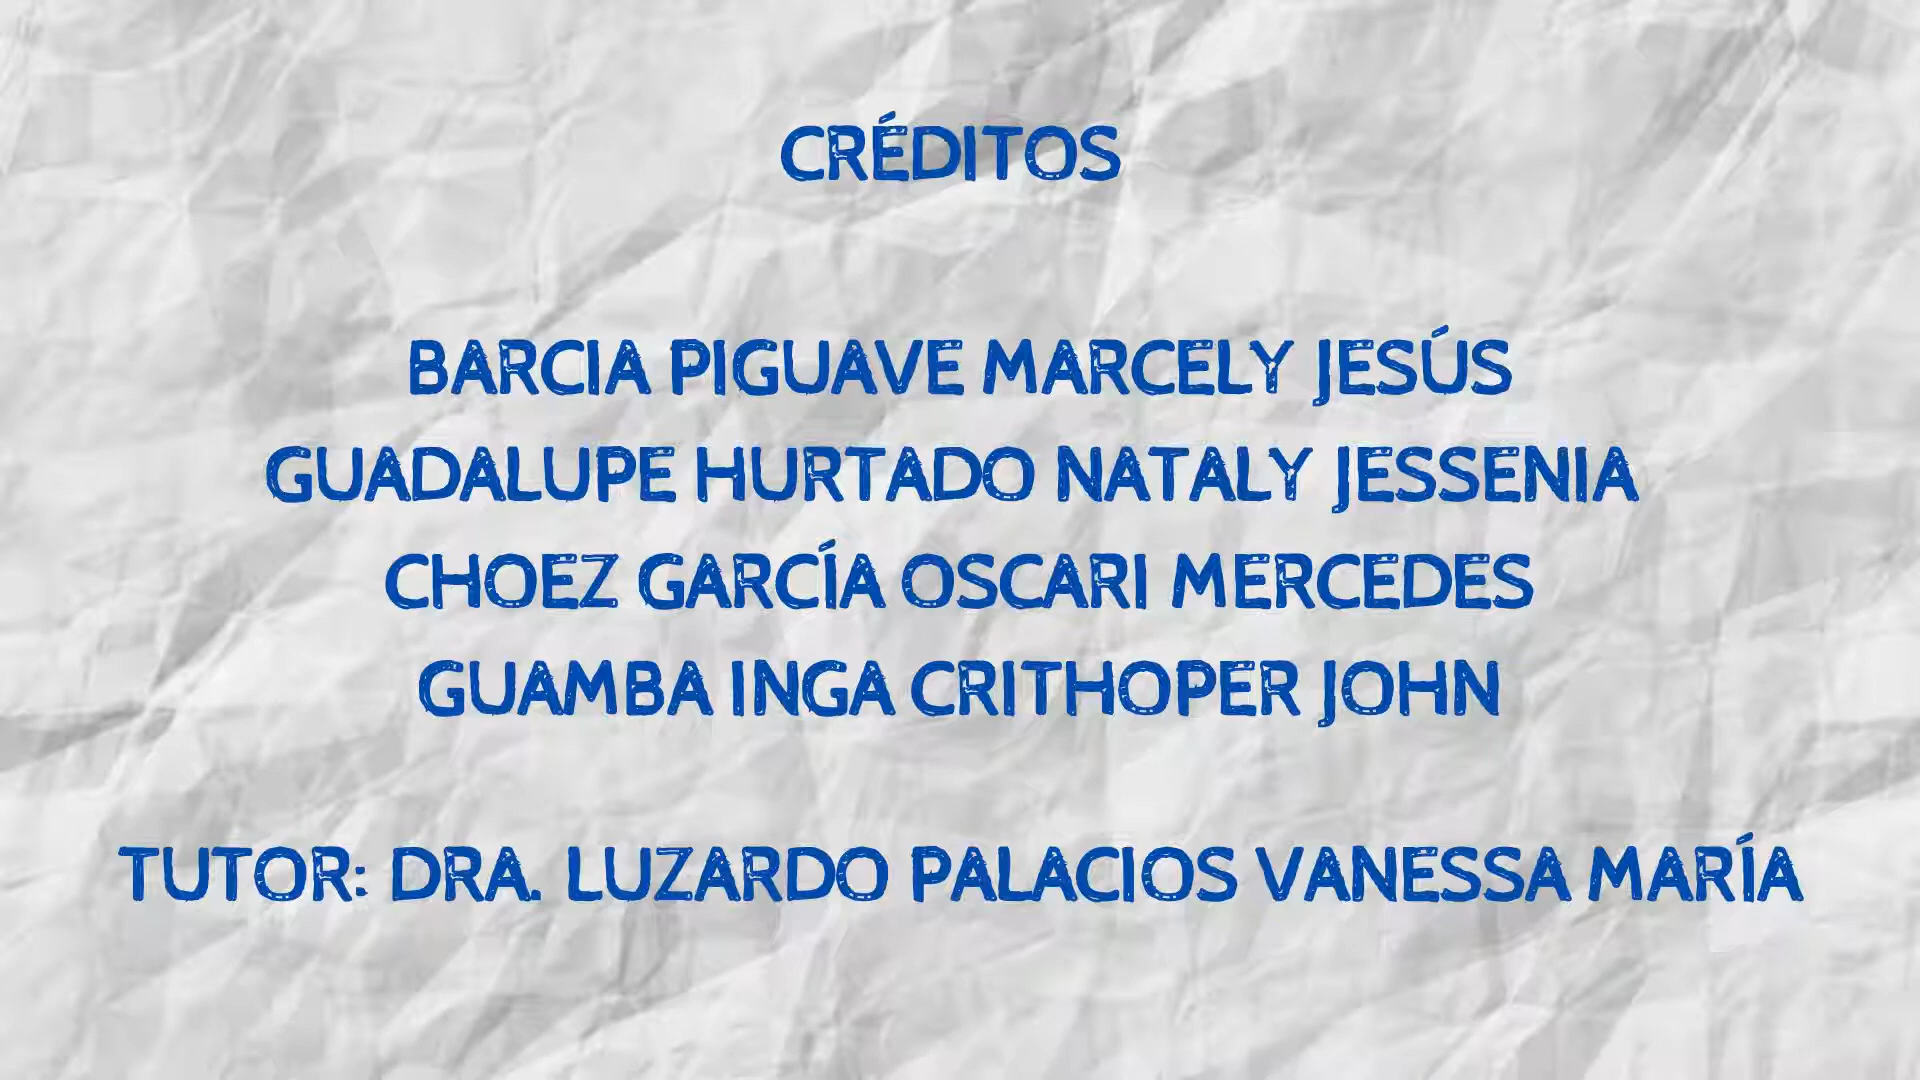 CRÉDITOS
BARCIA PIGUAVE MARCELY JESÚS
GUADALUPE HURTADO NATALY JESSENIA
CHOEZ GARCÍA OSCARI MERCEDES
GUAMBA INGA CRITHOPER JOHN
TUTOR: DRA. LUZARDO PALACIOS VANESSA MARÍA